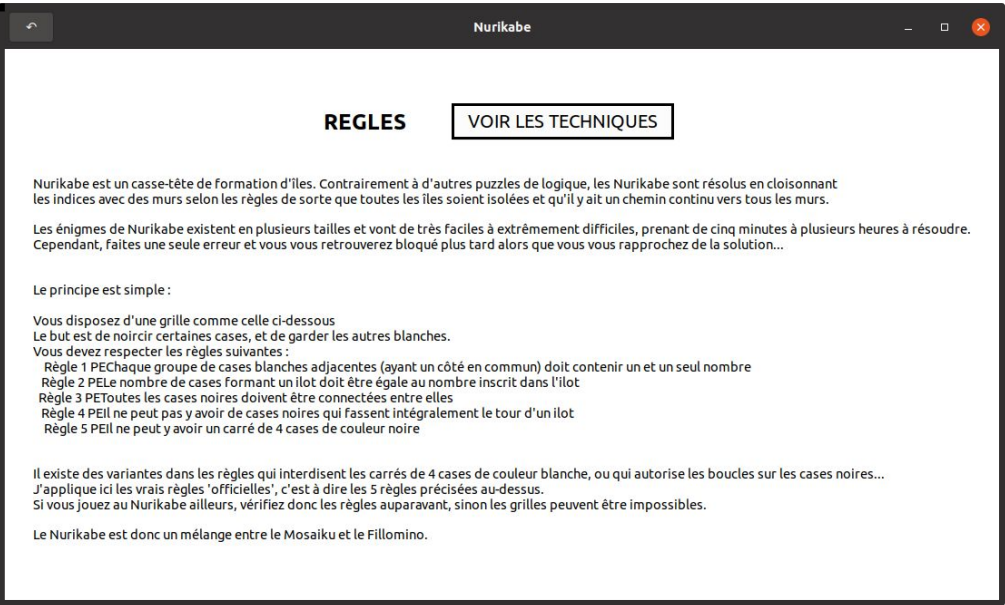 Nurikabe
REGLES
VOIR LES TECHNIQUES
Nurikabe est un casse-tête de formation d'îles. Contrairement à d'autres puzzles de logique, les Nurikabe sont résolus en cloisonnant
les indices avec des murs selon les règles de sorte que toutes les îles soient isolées et qu'il y ait un chemin continu vers tous les murs.
Les énigmes de Nurikabe existent en plusieurs tailles et vont de très faciles à extrêmement difficiles, prenant de cinq minutes à plusieurs heures à résoudre.
Cependant, faites une seule erreur et vous vous retrouverez bloqué plus tard alors que vous vous rapprochez de la solution...
Le principe est simple :
Vous disposez d'une grille comme celle ci-dessous
Le but est de noircir certaines cases, et de garder les autres blanches.
Vous devez respecter les règles suivantes :
Règle 1 PEChaque groupe de cases blanches adjacentes (ayant un côté en commun) doit contenir un et un seul nombre
Règle 2 PELe nombre de cases formant un ilot doit être égale au nombre inscrit dans l'ilot
Règle 3 PEToutes les cases noires doivent être connectées entre elles
Règle 4 PEIl ne peut pas y avoir de cases noires qui fassent intégralement le tour d'un ilot
Règle 5 PEIl ne peut y avoir un carré de 4 cases de couleur noire
Il existe des variantes dans les règles qui interdisent les carrés de 4 cases de couleur blanche, ou qui autorise les boucles sur les cases noires...
J'applique ici les vrais règles 'officielles', c'est à dire les 5 règles précisées au-dessus.
Si vous jouez au Nurikabe ailleurs, vérifiez donc les règles auparavant, sinon les grilles peuvent être impossibles.
Le Nurikabe est donc un mélange entre le Mosaiku et le Fillomino.